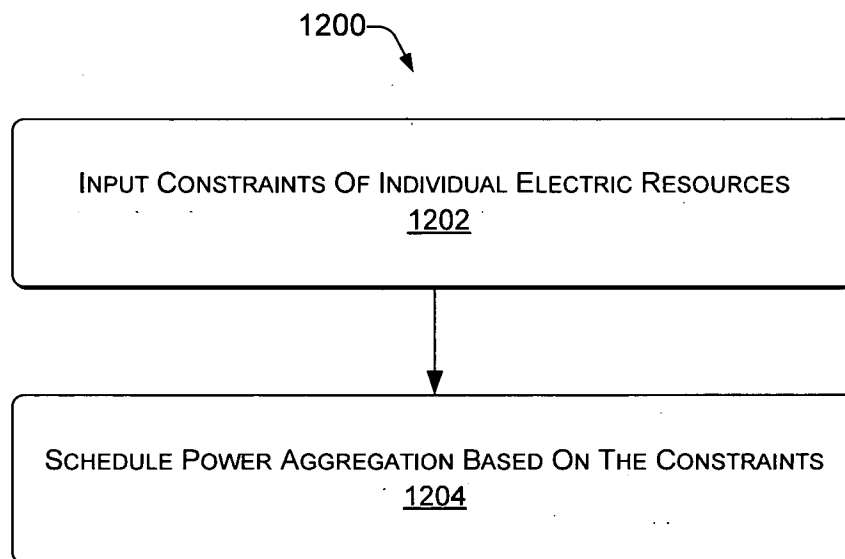 1200
INPUT CONSTRAINTS OF INDIVIDUAL ELECTRIC RESOURCES
1202
SCHEDULE POWER AGGREGATION BASED ON THE CONSTRAINTS
1204